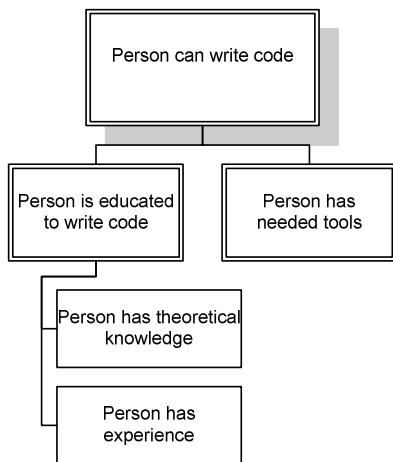 Person can write code
Person is educated
to write code
Person has
needed tools
Person has theoretical
knowledge
Person has
experience